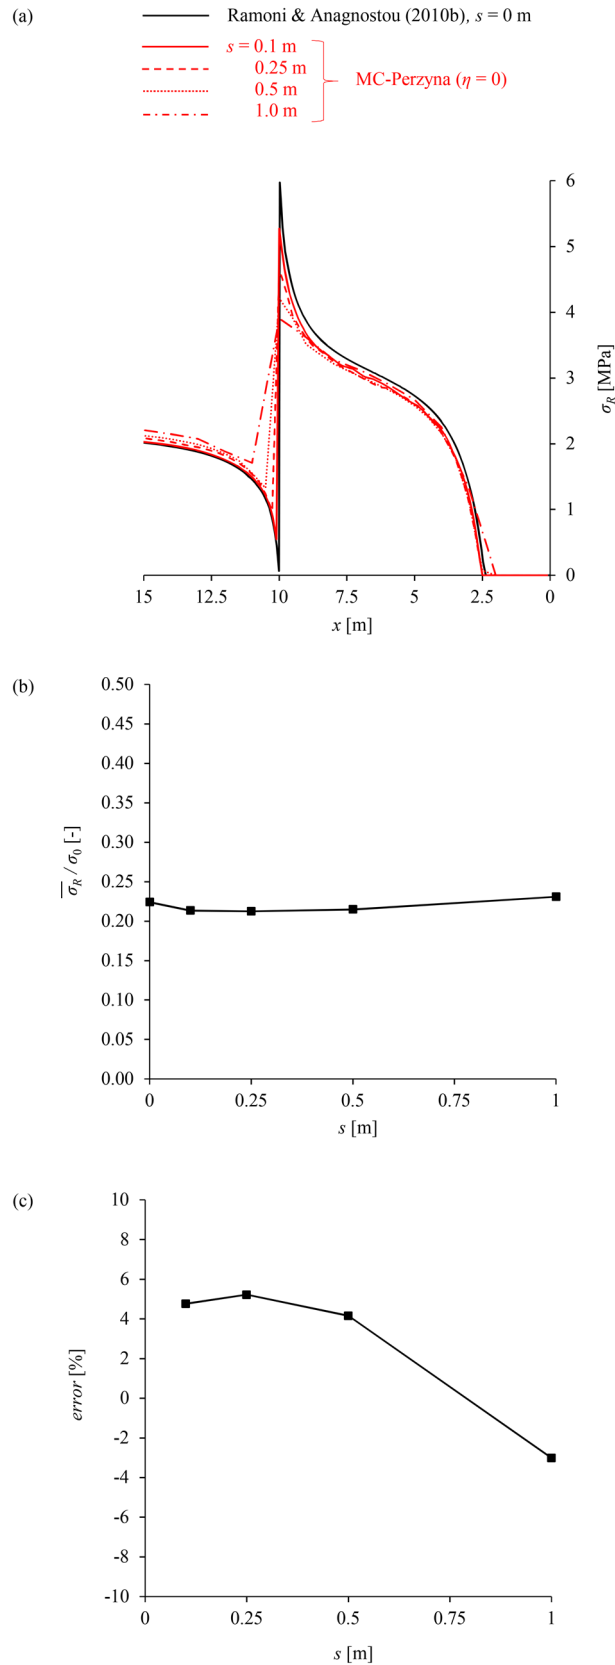 (a)
Ramoni & Anagnostou (2010b), s = 0 m
s = 0.1 m
0.25 m
0.5 m
1.0 m
MC-Perzyna (η = 0)
6
5
4
3
2
1
0
σR [MPa]
15 12.5 10 7.5 5 2.5 0
x [m]
(b)
0.50
0.45
0.40
0.35
0.30
0.25
0.20
0.15
0.10
0.05
0.00
σR / σ0 [-]
0 0.25 0.5 0.75 1
s [m]
(c)
10
8
6
4
2
0
-2
-4
-6
-8
-10
error [%]
0 0.25 0.5 0.75 1
s [m]